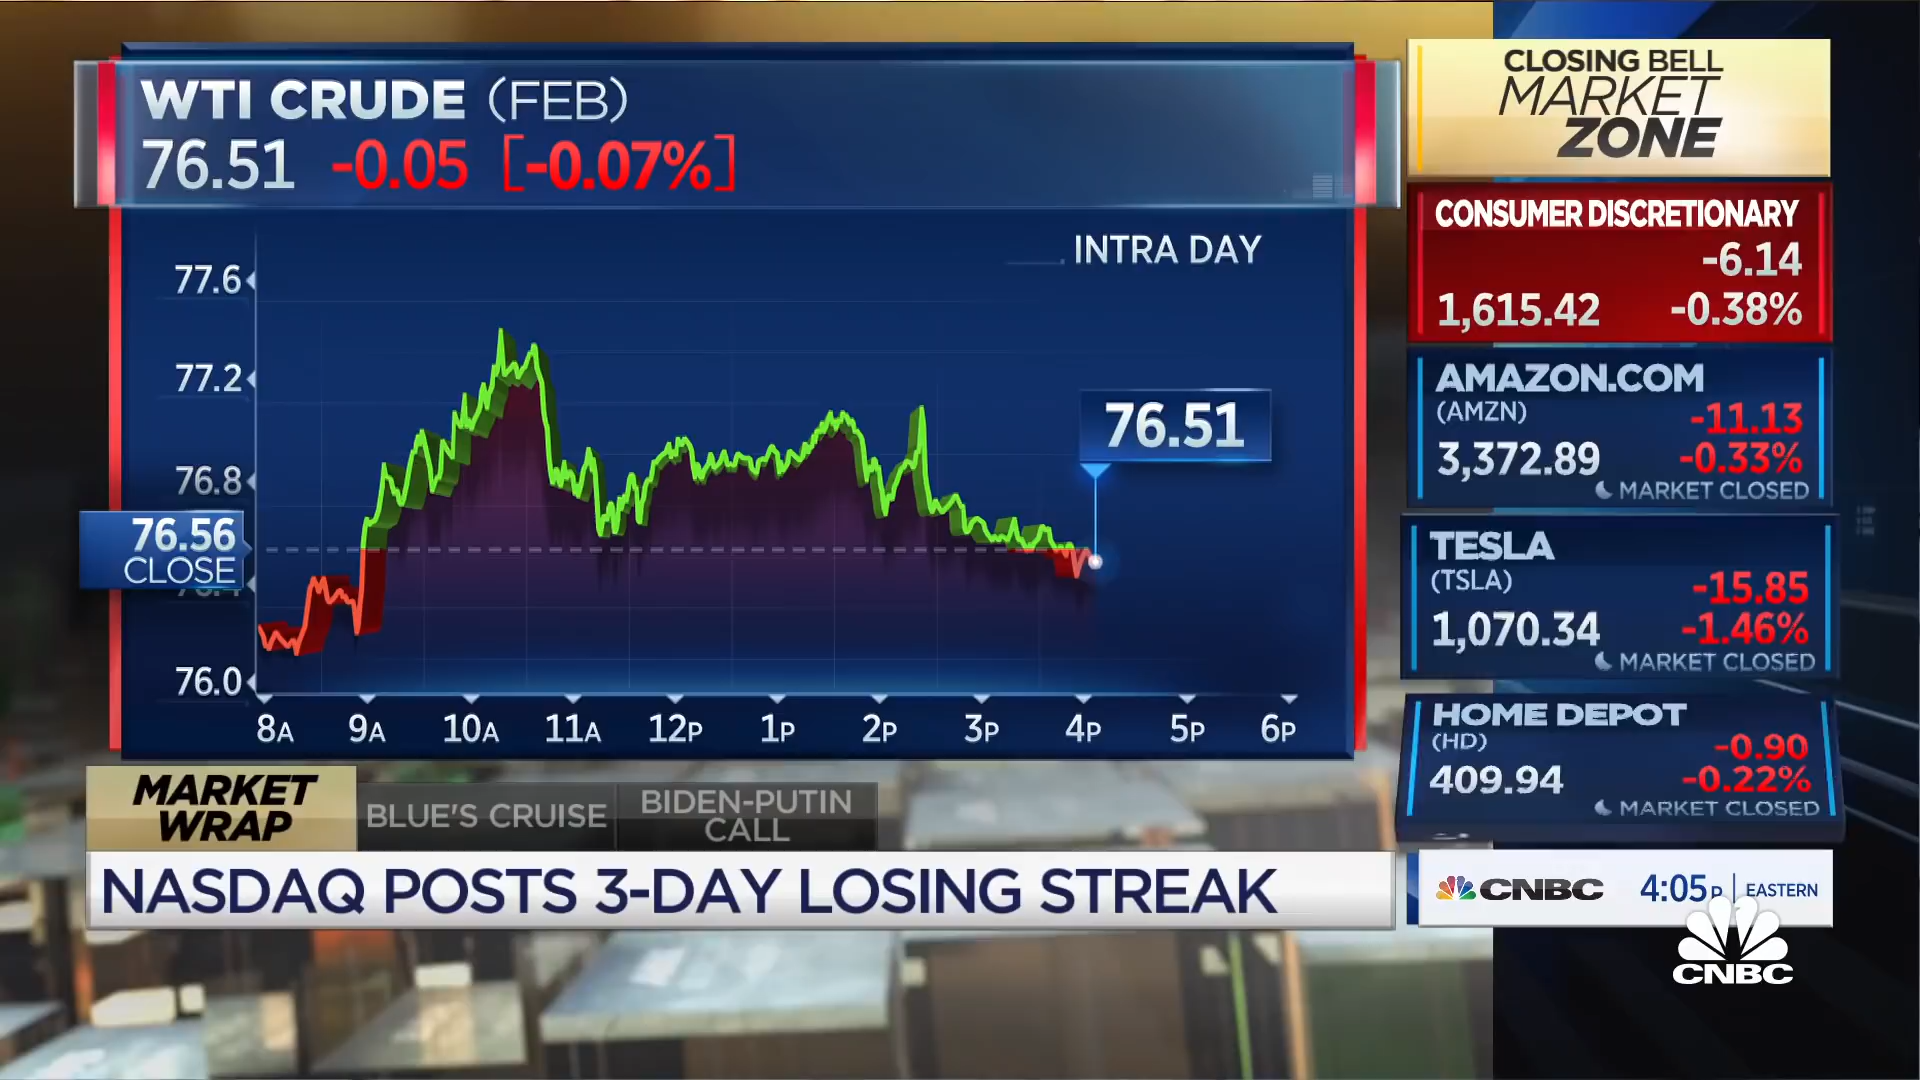 WTI CRUDE (FEB)
76.51 -0.05 [-0.07%]
INTRA DAY
77.6
77.2
76.8
76.56
CLOSE
76.0
76.51
8A 9A 10A 11A 12P 1P 2P 3P 4P 5P 6P
MARKET
WRAP
BLUE'S CRUISE
BIDEN-PUTIN
CALL
NASDAQ POSTS 3-DAY LOSING STREAK
CLOSING BELL
MARKET
ZONE
CONSUMER DISCRETIONARY
-6.14
1,615.42 -0.38%
AMAZON.COM
(AMZN) -11.13
3,372.89 -0.33%
MARKET CLOSED
TESLA
(TSLA) -15.85
1,070.34 -1.46%
MARKET CLOSED
HOME DEPOT
(HD) -0.90
409.94 -0.22%
MARKET CLOSED
CNBC 4:05P EASTERN
CNBC